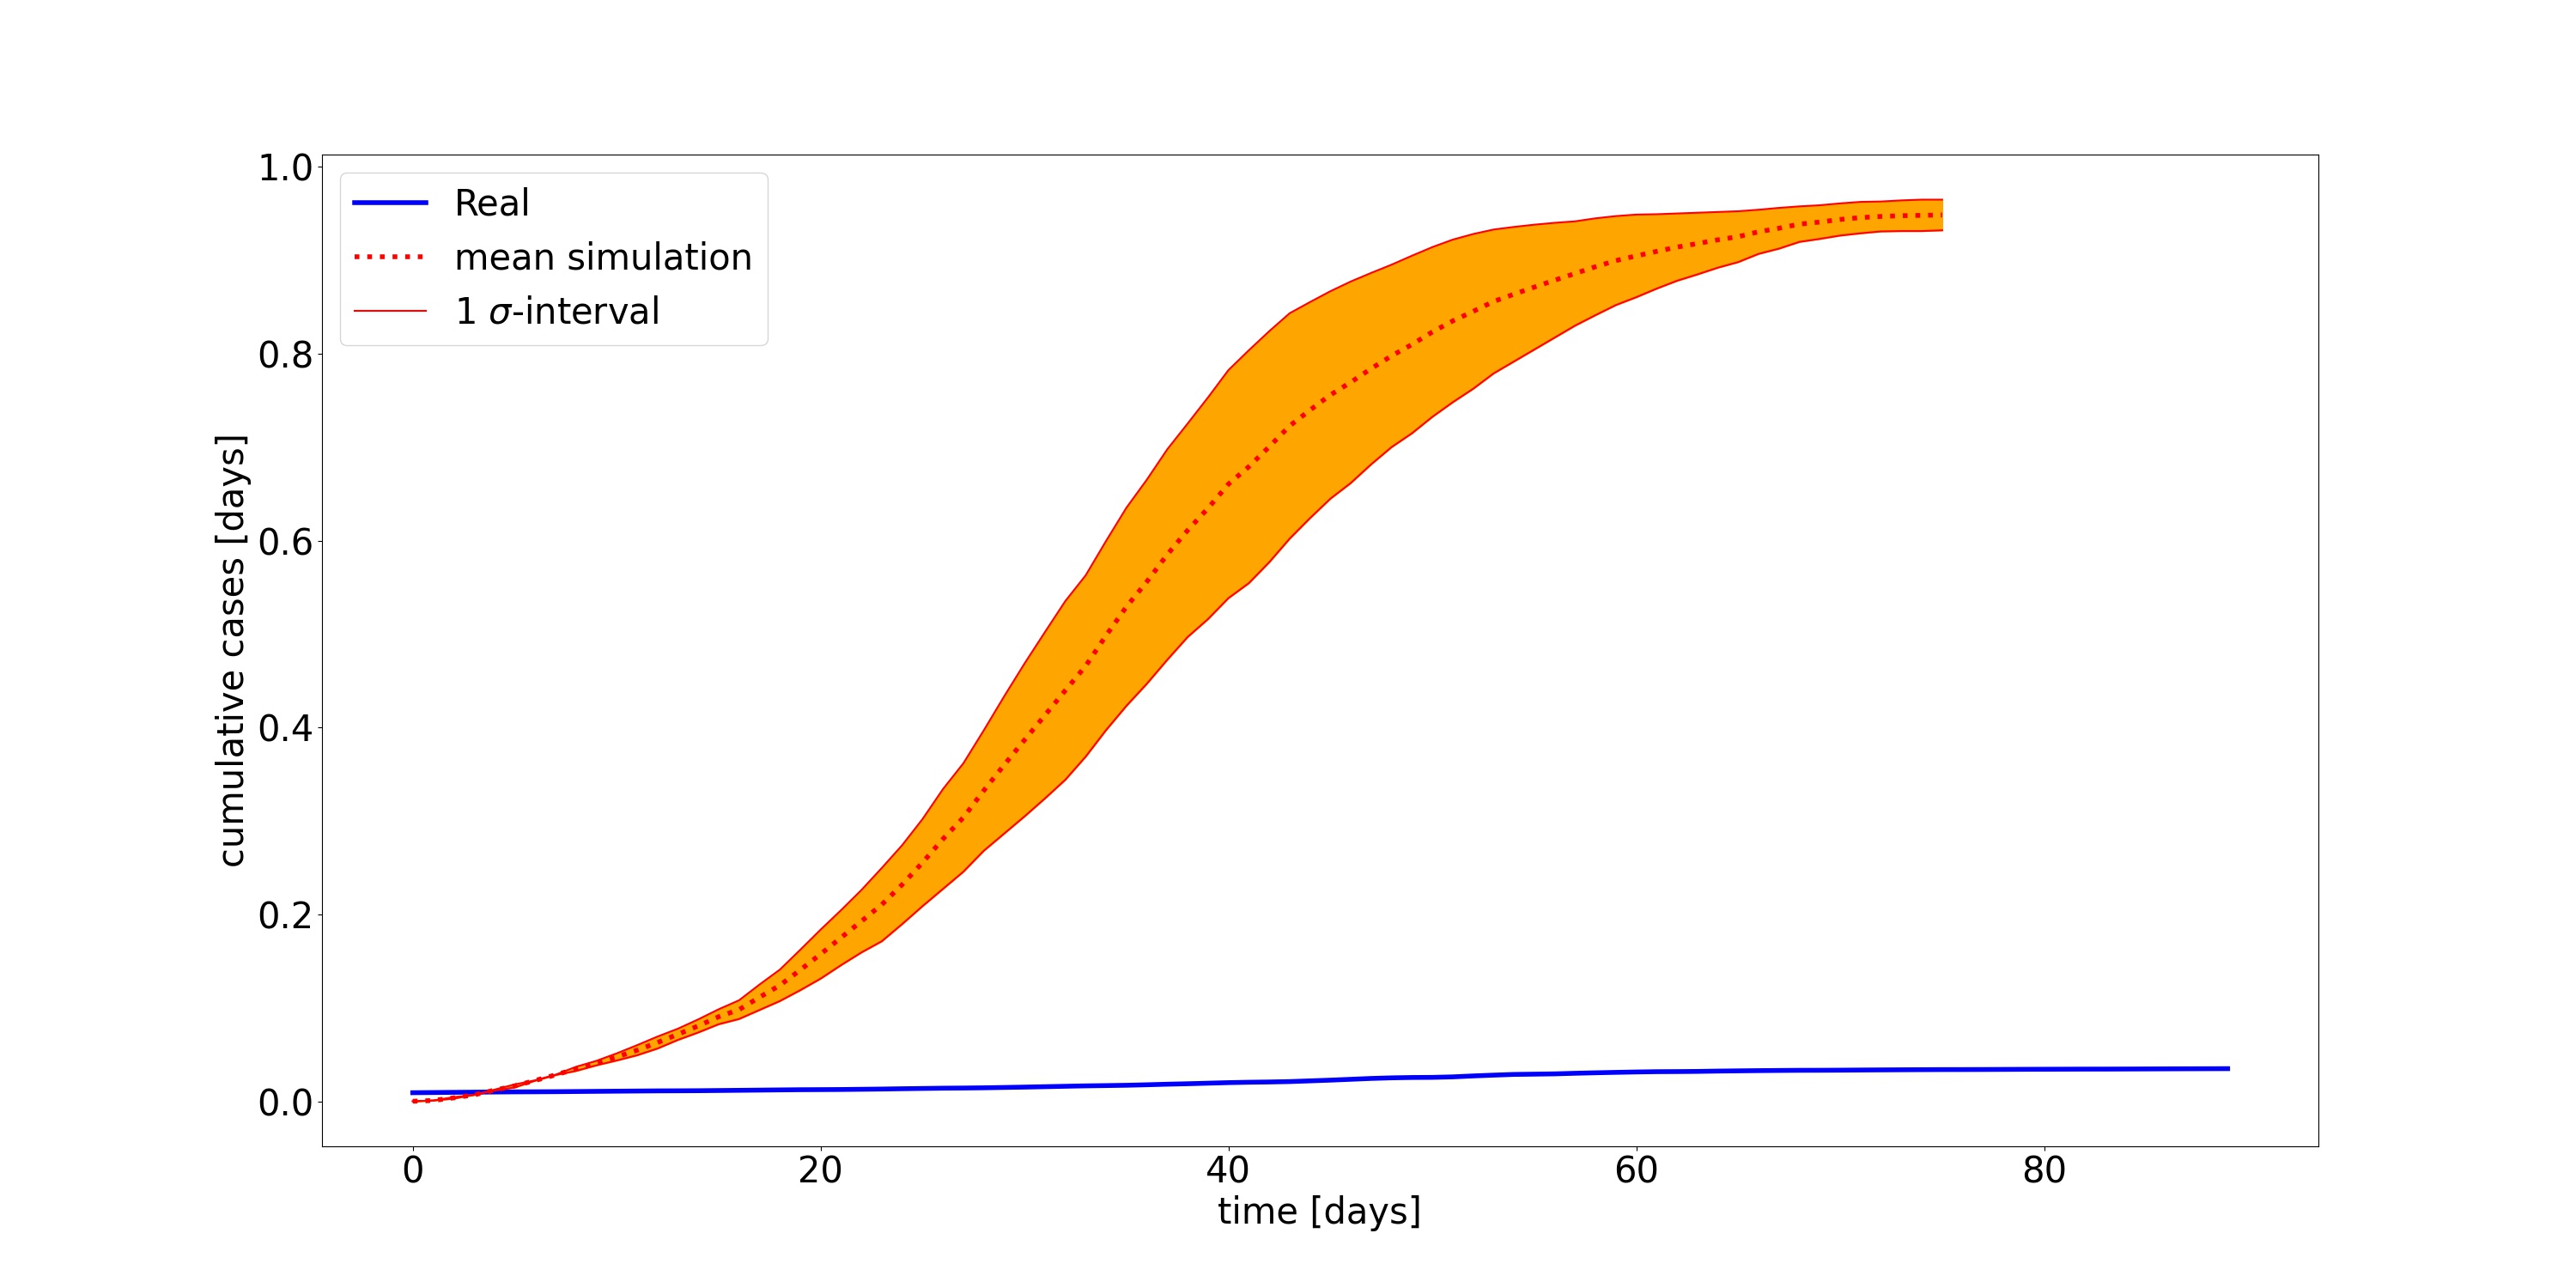 Real
mean simulation
1 σ-interval
1.0
0.8
0.6
0.4
0.2
0.0
cumulative cases [days]
0 20 40 60 80
time [days]